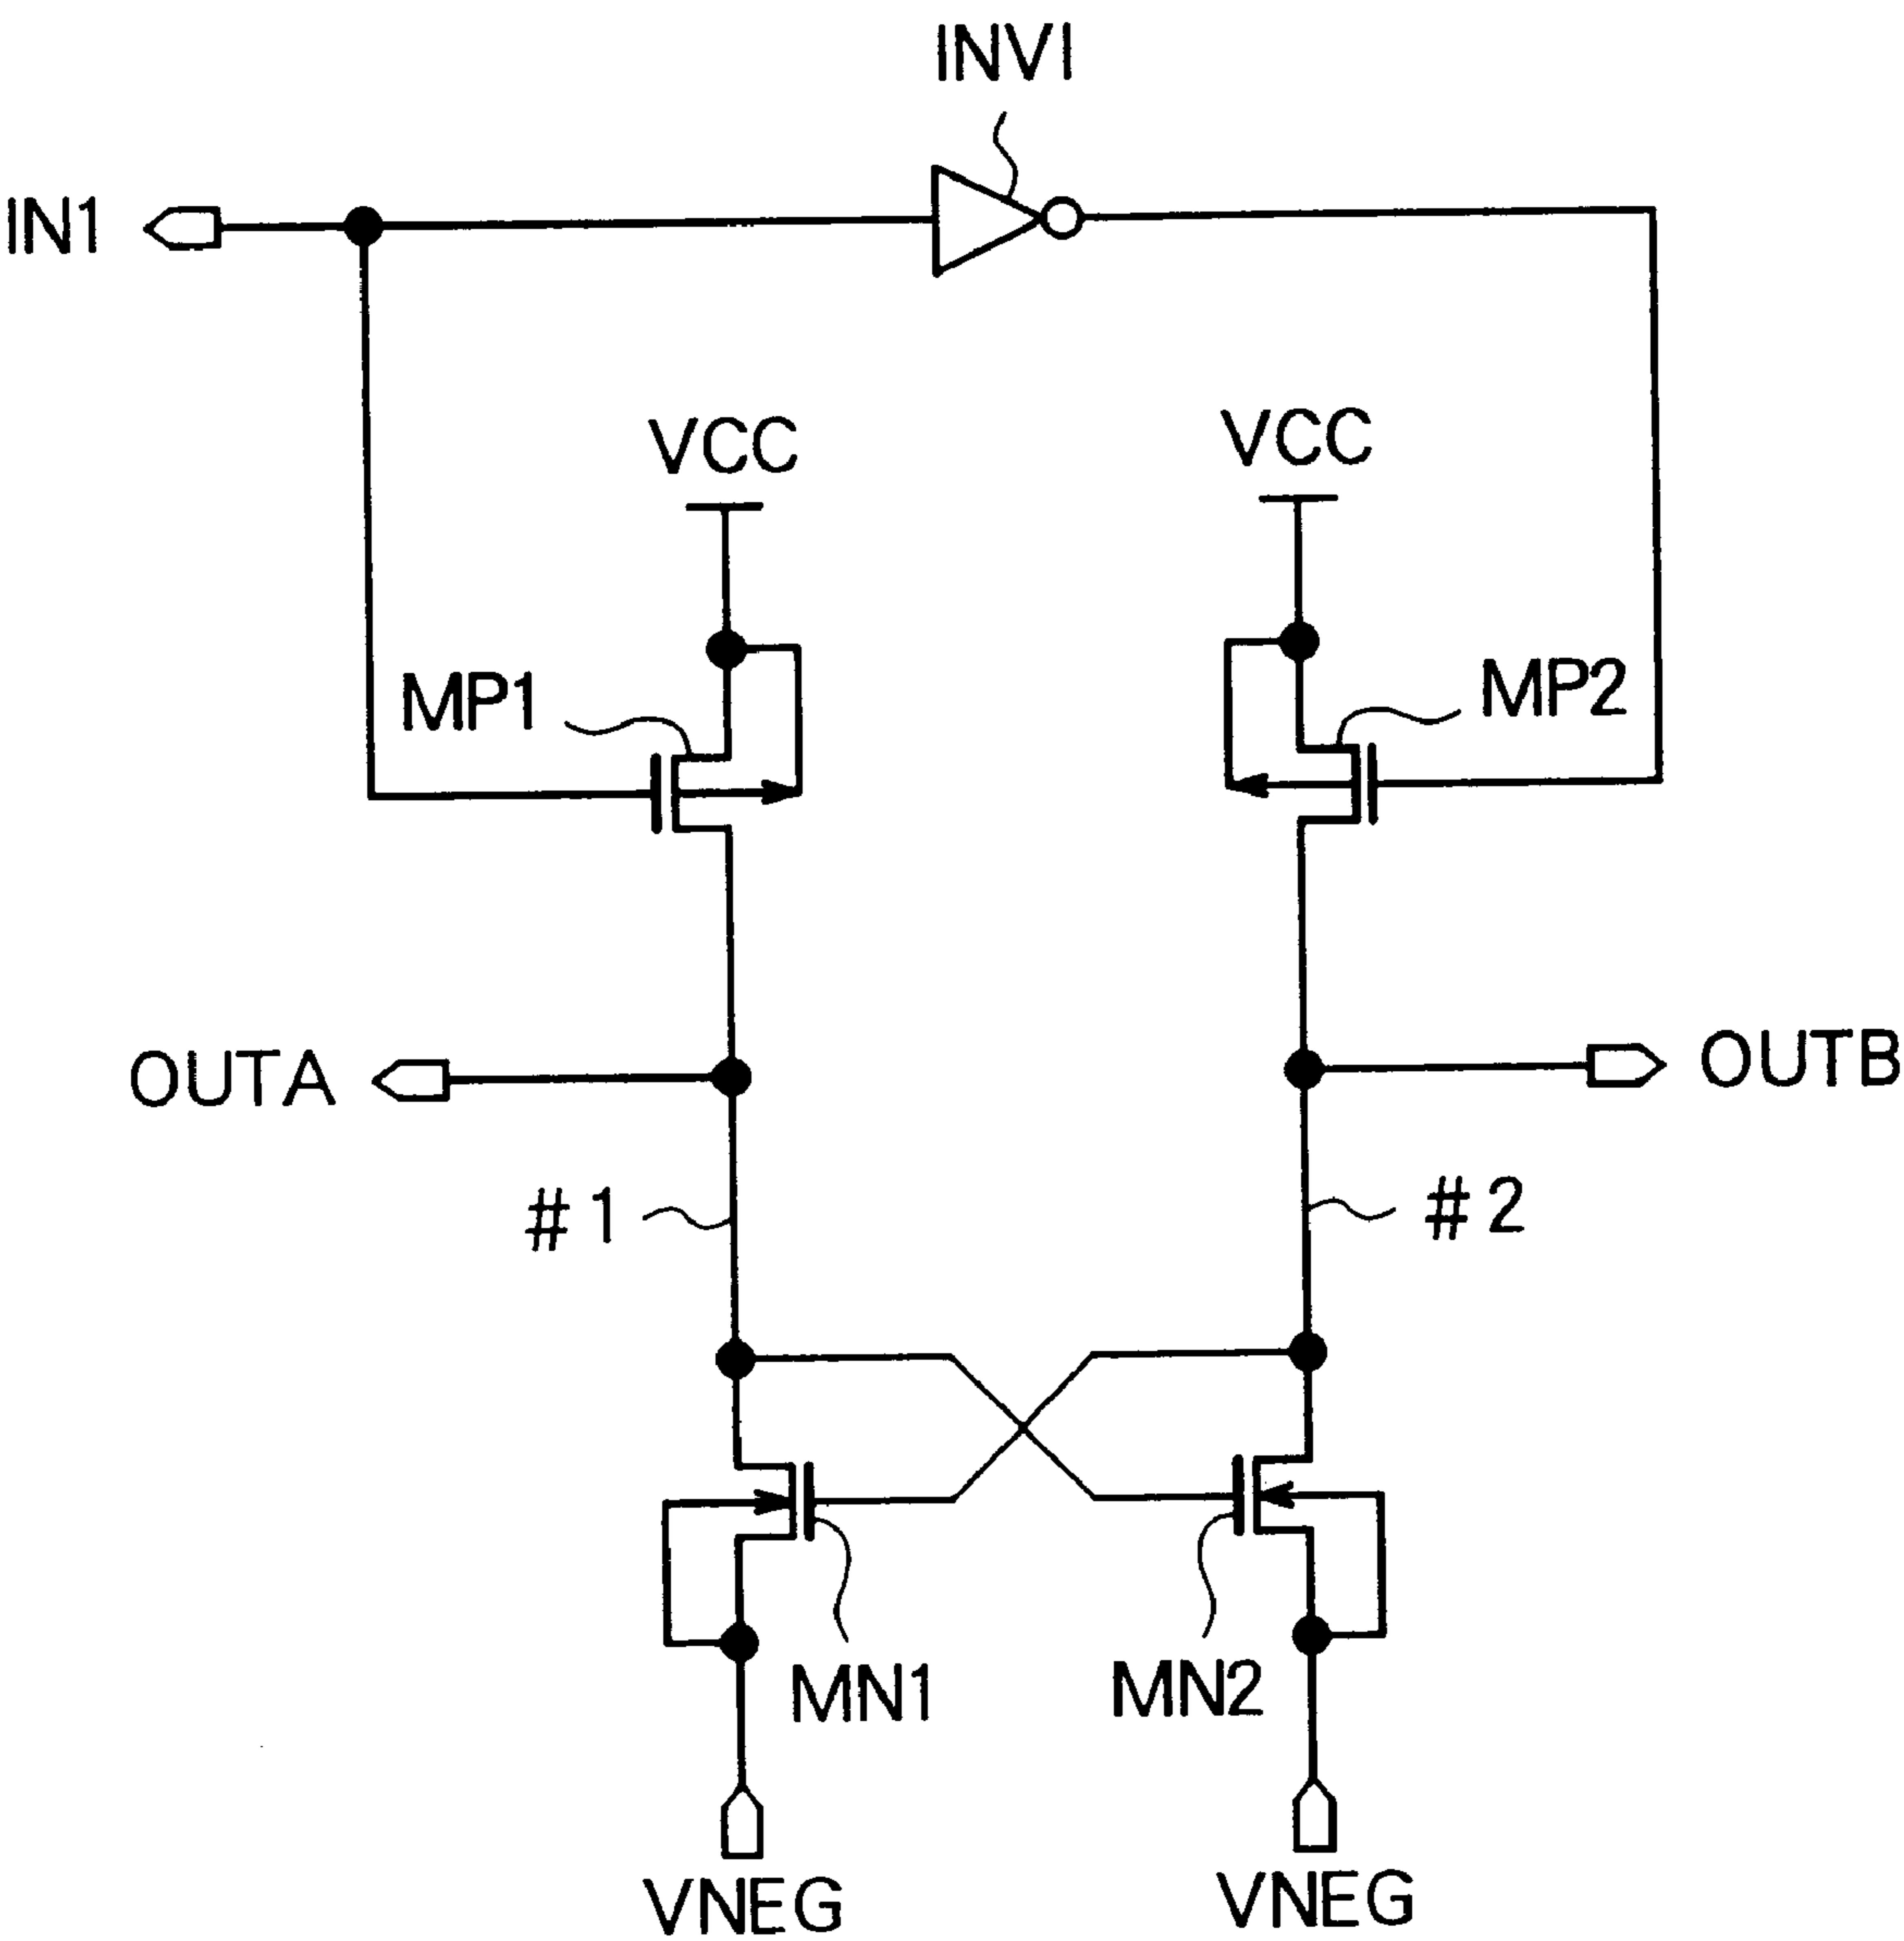 INV1
IN1
VCC
VCC
MP1
MP2
OUTA
OUTB
#1
#2
MN1
MN2
VNEG
VNEG